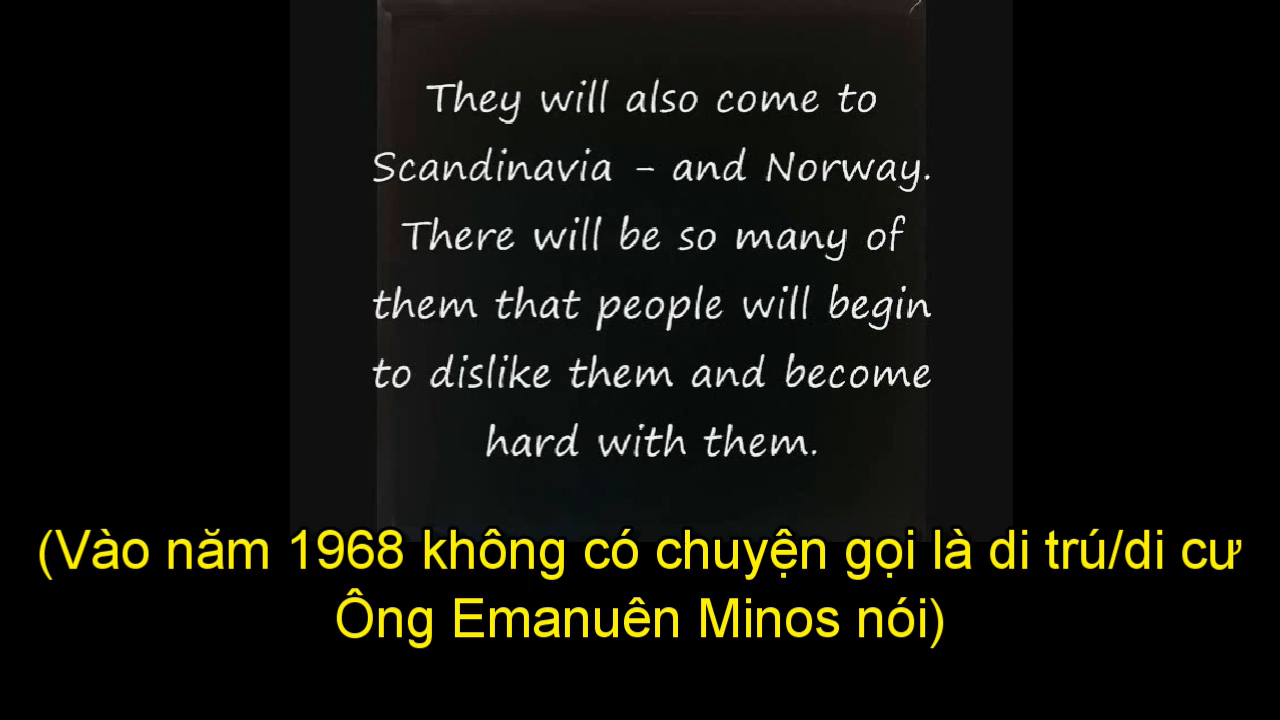 They will also come to
Scandinavia - and Norway.
There will be so many of
them that people will begin
to dislike them and become
hard with them.
(Vào năm 1968 không có chuyện gọi là di trú/di cư
Ông Emanuên Minos nói)